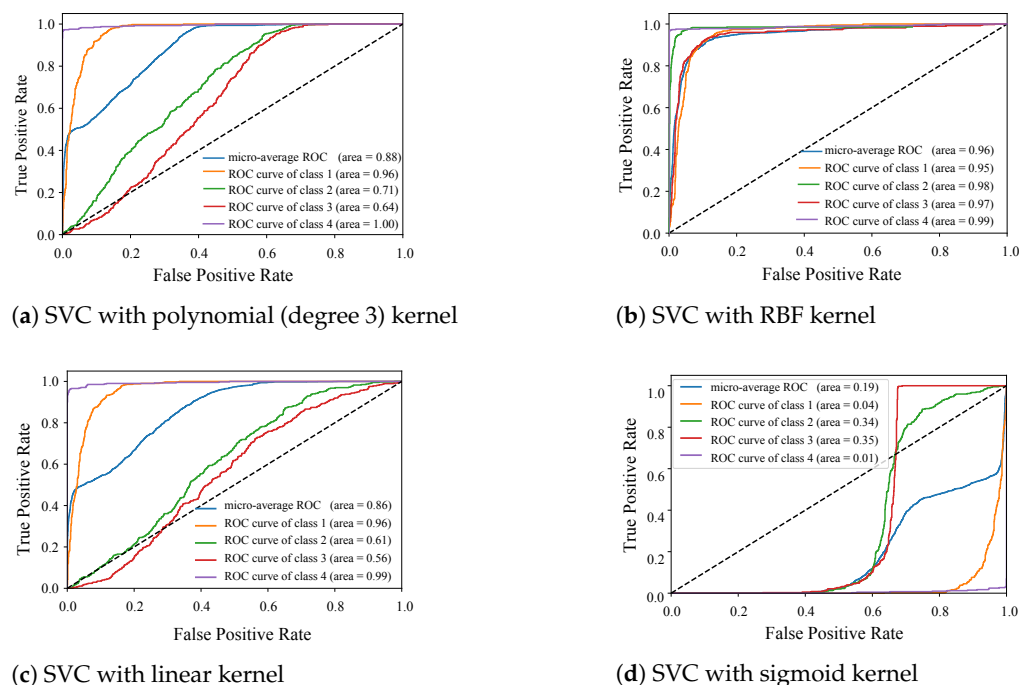 1.0
0.8
0.6
0.4
0.2
0.0
True Positive Rate
micro-average ROC (area = 0.88)
ROC curve of class 1 (area = 0.96)
ROC curve of class 2 (area = 0.71)
ROC curve of class 3 (area = 0.64)
ROC curve of class 4 (area = 1.00)
0.0 0.2 0.4 0.6 0.8 1.0
False Positive Rate
(a) SVC with polynomial (degree 3) kernel
1.0
0.8
0.6
0.4
0.2
0.0
True Positive Rate
micro-average ROC (area = 0.96)
ROC curve of class 1 (area = 0.95)
ROC curve of class 2 (area = 0.98)
ROC curve of class 3 (area = 0.97)
ROC curve of class 4 (area = 0.99)
0.0 0.2 0.4 0.6 0.8 1.0
False Positive Rate
(b) SVC with RBF kernel
1.0
0.8
0.6
0.4
0.2
0.0
True Positive Rate
micro-average ROC (area = 0.86)
ROC curve of class 1 (area = 0.96)
ROC curve of class 2 (area = 0.61)
ROC curve of class 3 (area = 0.56)
ROC curve of class 4 (area = 0.99)
0.0 0.2 0.4 0.6 0.8 1.0
False Positive Rate
(c) SVC with linear kernel
1.0
0.8
0.6
0.4
0.2
0.0
True Positive Rate
micro-average ROC (area = 0.19)
ROC curve of class 1 (area = 0.04)
ROC curve of class 2 (area = 0.34)
ROC curve of class 3 (area = 0.35)
ROC curve of class 4 (area = 0.01)
0.0 0.2 0.4 0.6 0.8 1.0
False Positive Rate
(d) SVC with sigmoid kernel